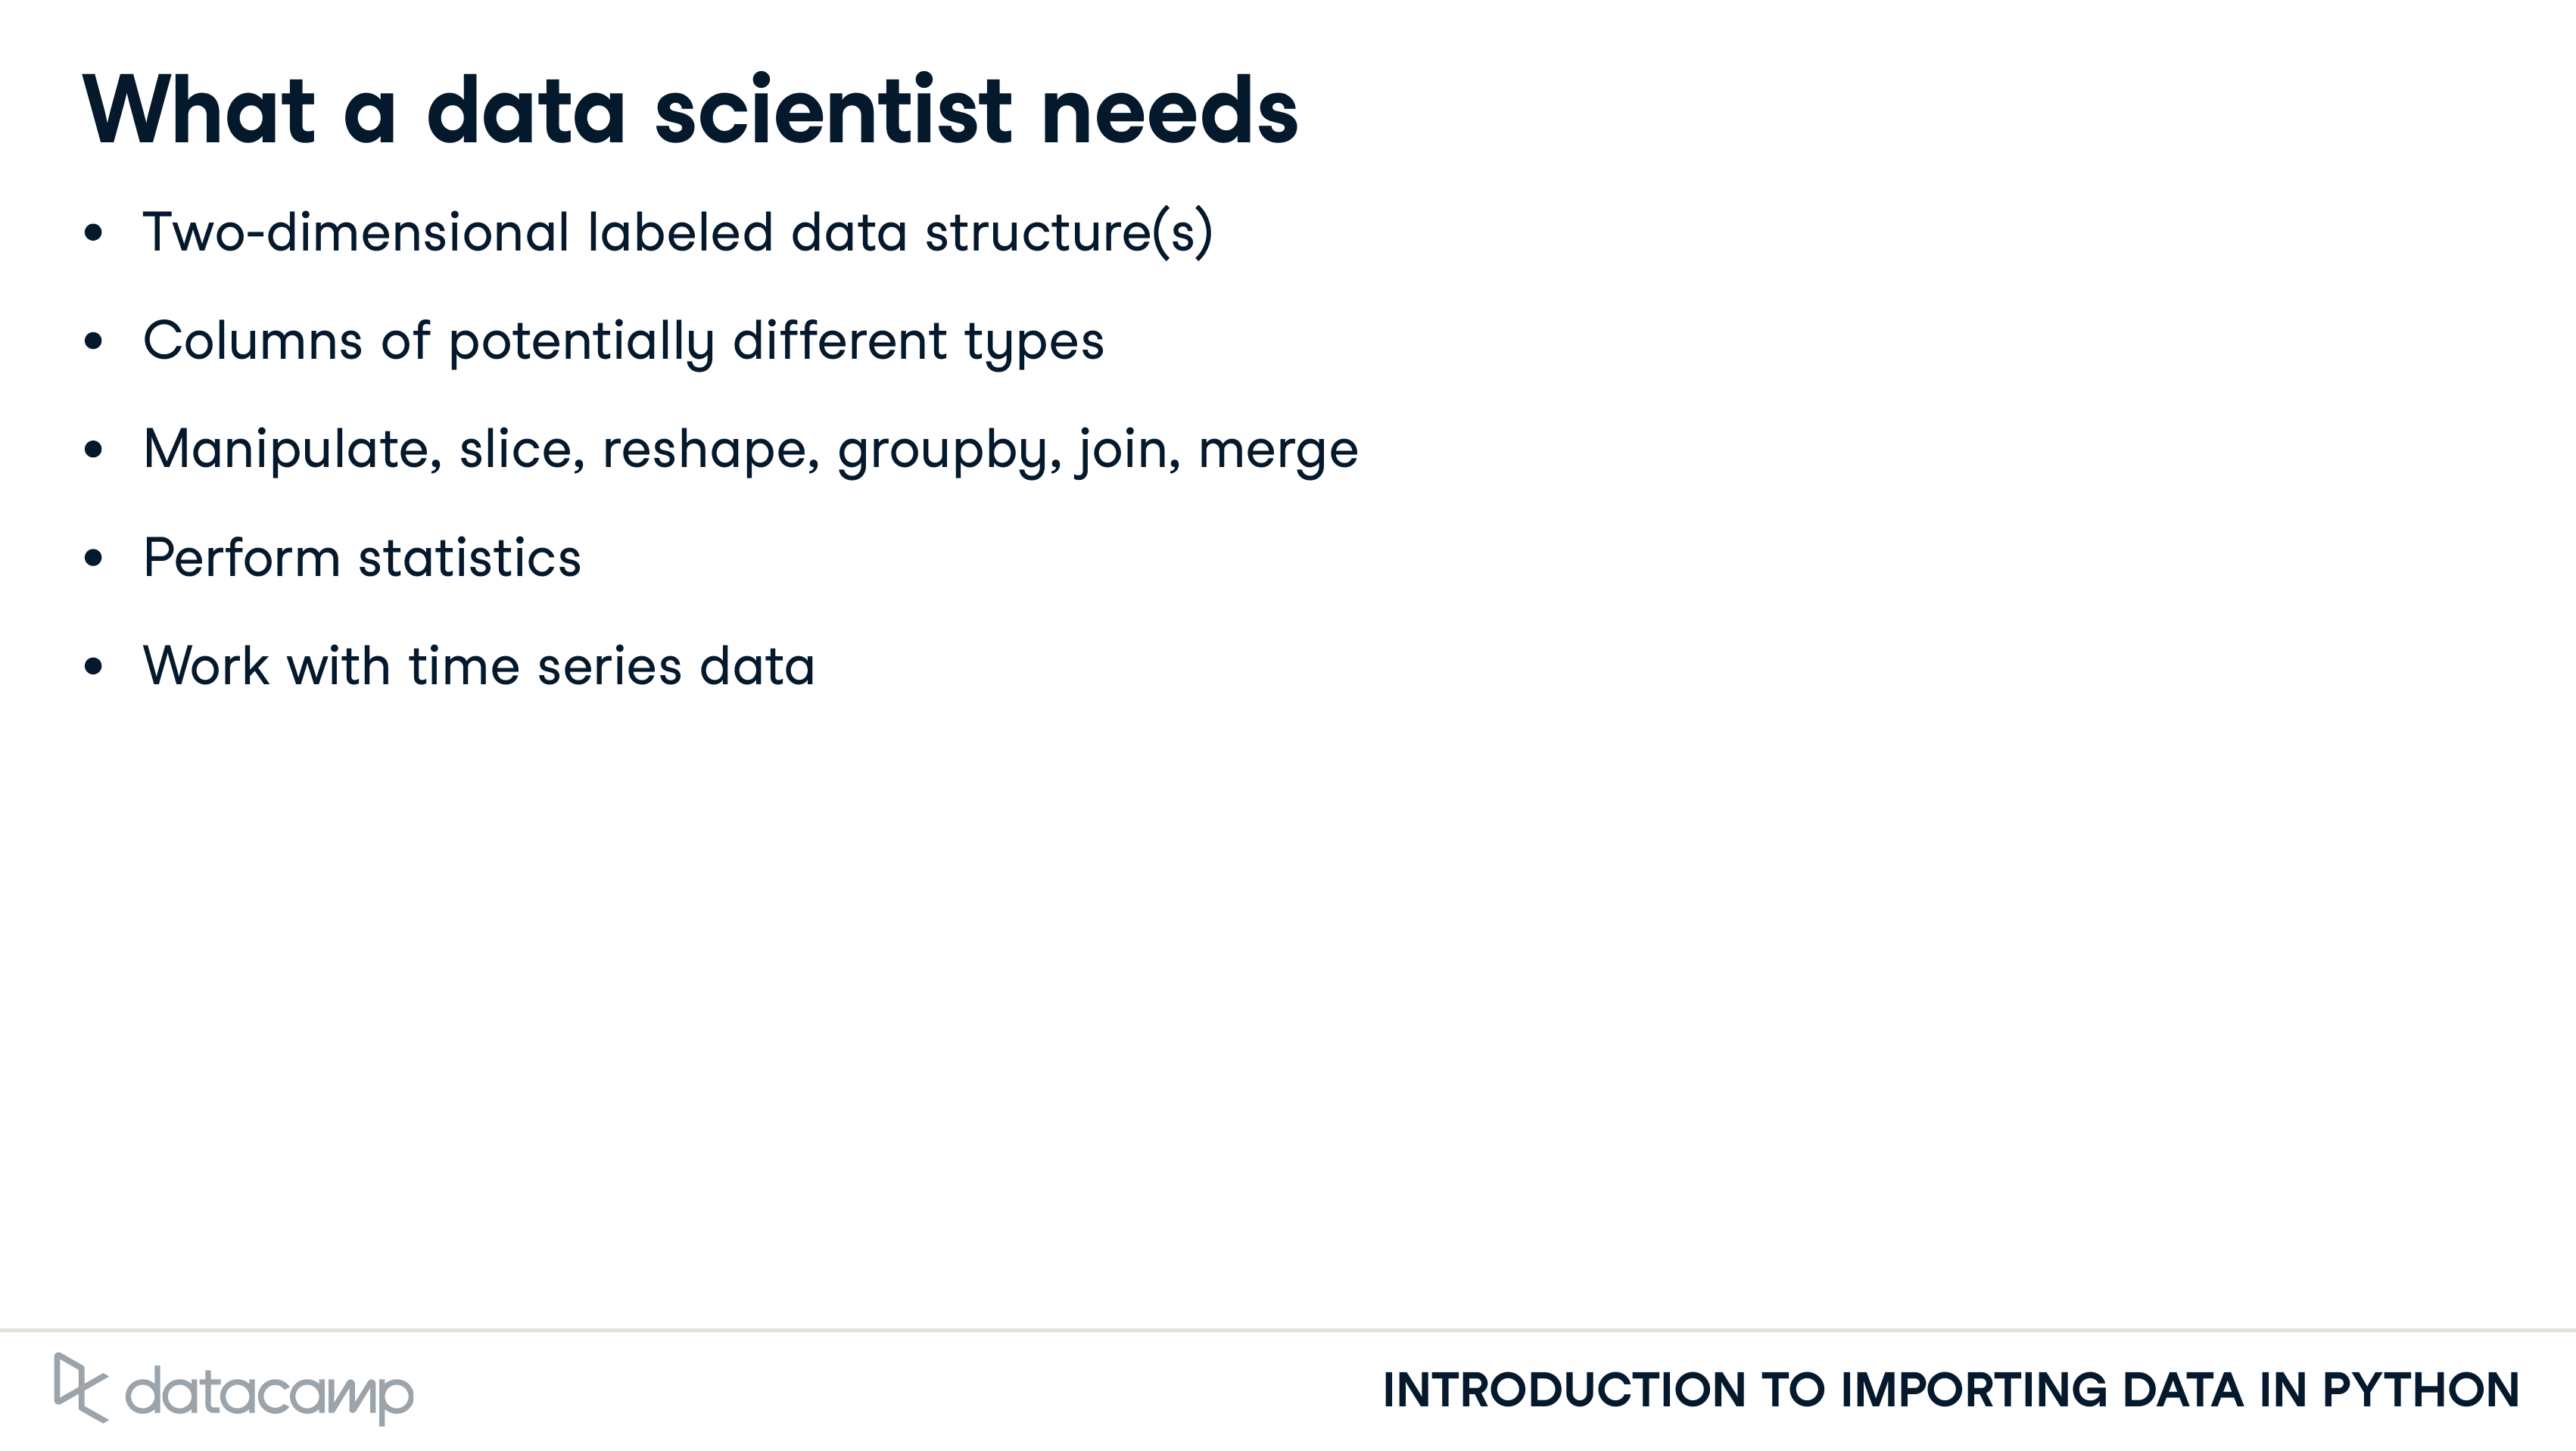 What a data scientist needs
• Two-dimensional labeled data structure(s)
• Columns of potentially different types
• Manipulate, slice, reshape, groupby, join, merge
• Perform statistics
• Work with time series data
datacamp
INTRODUCTION TO IMPORTING DATA IN PYTHON